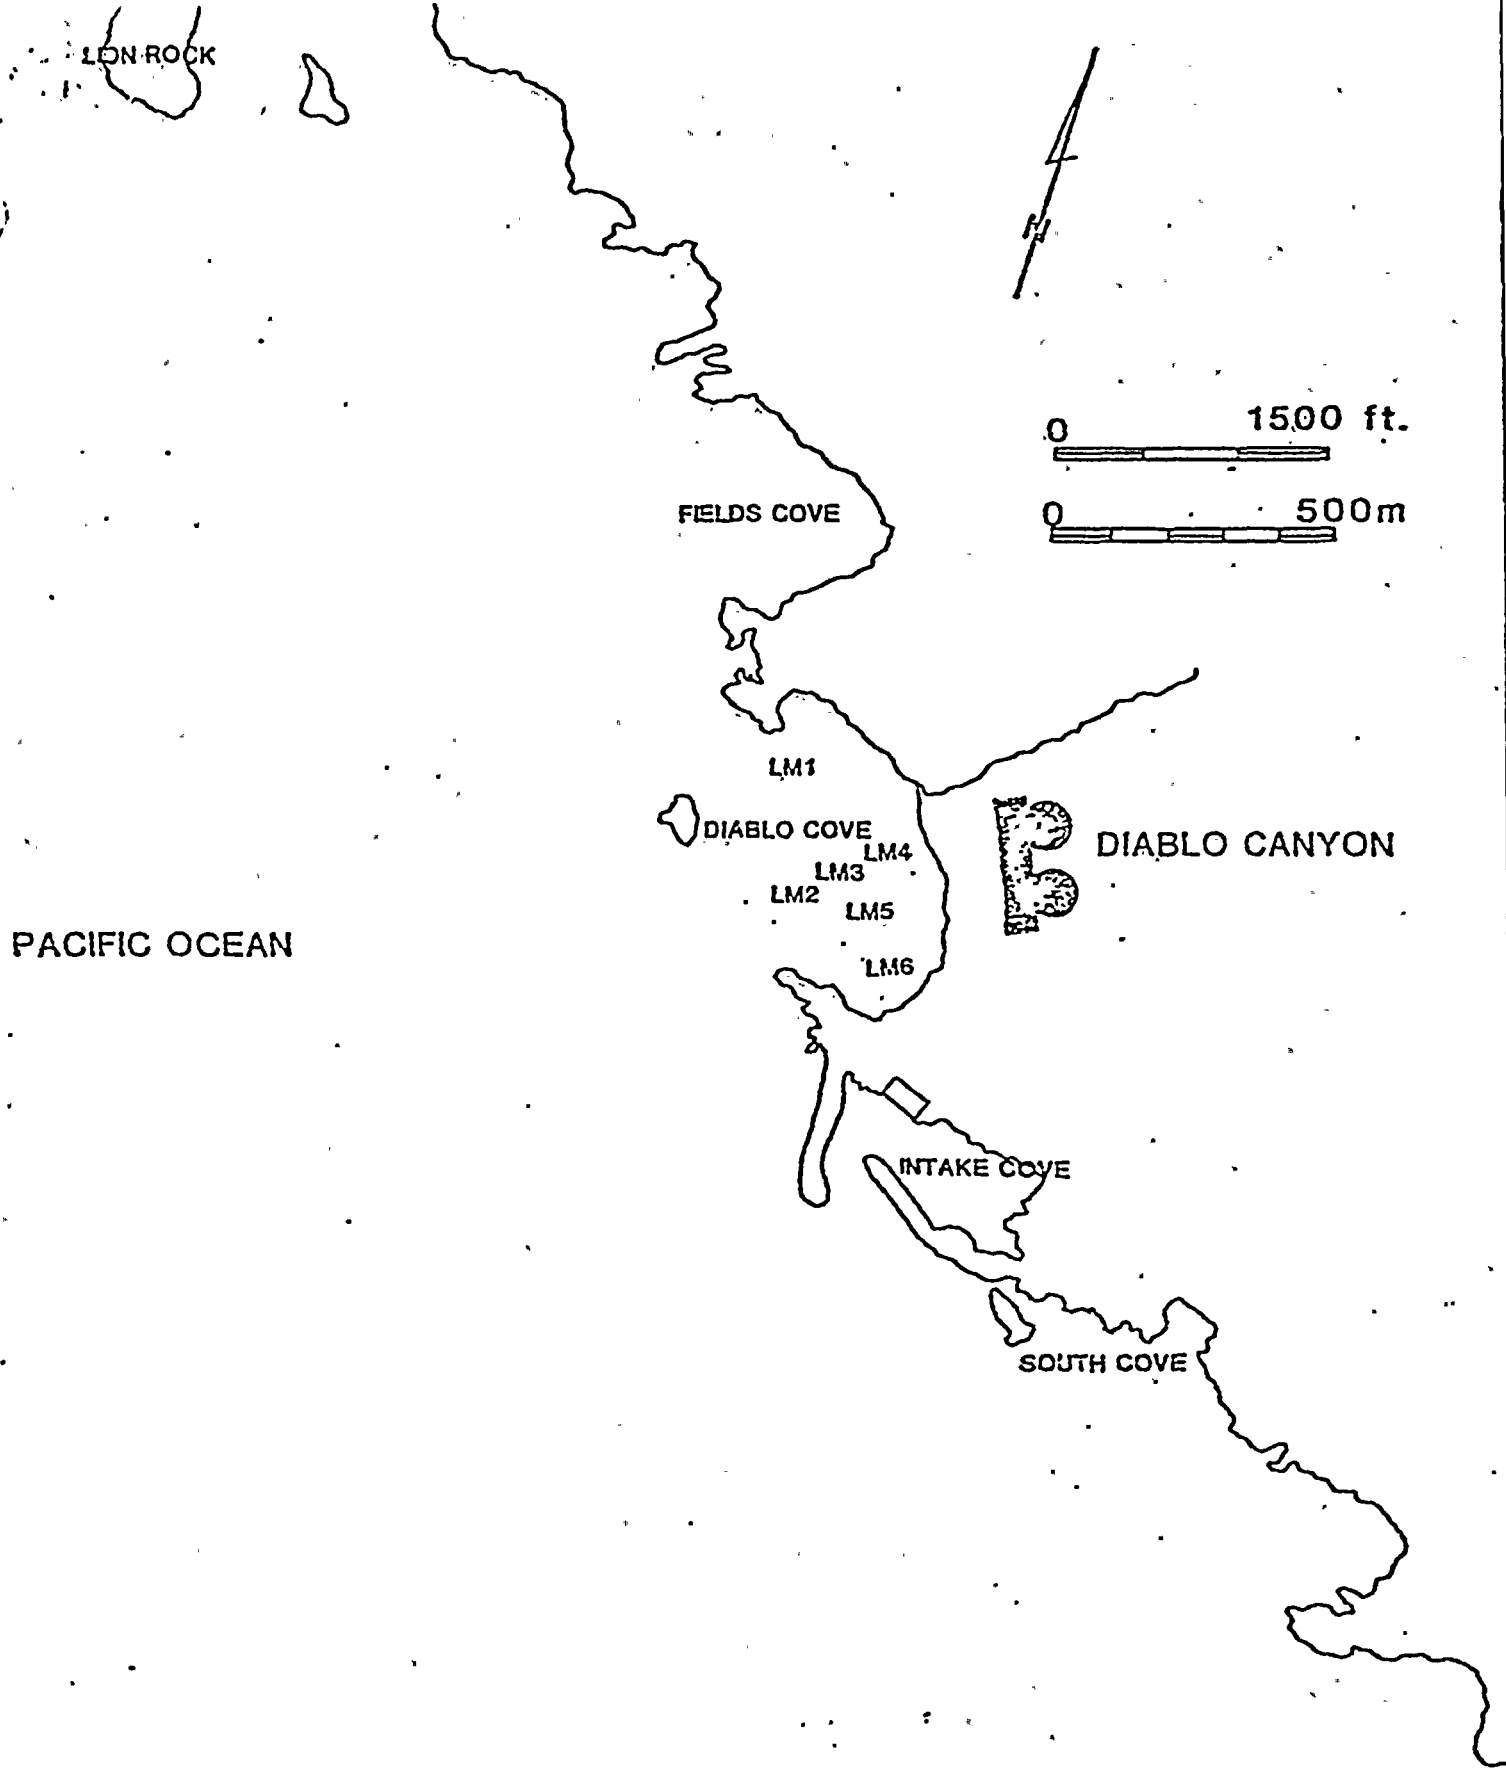 LION ROCK
N
0 1500 ft.
0 500m
FIELDS COVE
LM1
DIABLO COVE
LM4
LM3
LM2
LM5
LM6
DIABLO CANYON
PACIFIC OCEAN
INTAKE COVE
SOUTH COVE